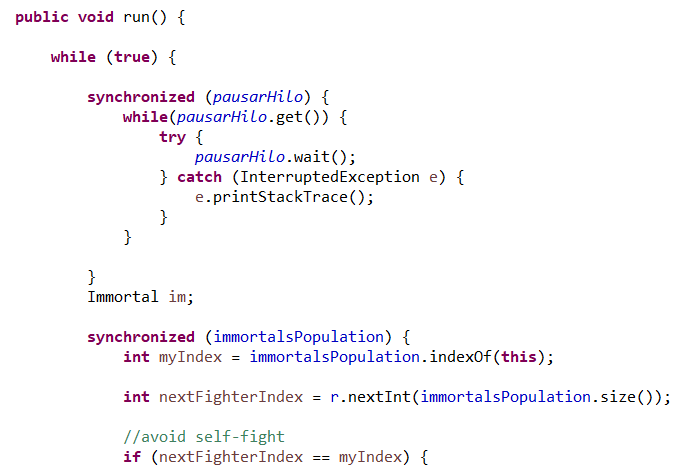 public void run() {
while (true) {
synchronized (pausarHilo) {
while(pausarHilo.get()) {
try {
pausarHilo.wait();
} catch (InterruptedException e) {
e.printStackTrace();
}
}
}
Immortal im;
synchronized (immortalsPopulation) {
int myIndex = immortalsPopulation.indexOf(this);
int nextFighterIndex = r.nextInt(immortalsPopulation.size());
//avoid self-fight
if (nextFighterIndex == myIndex) {